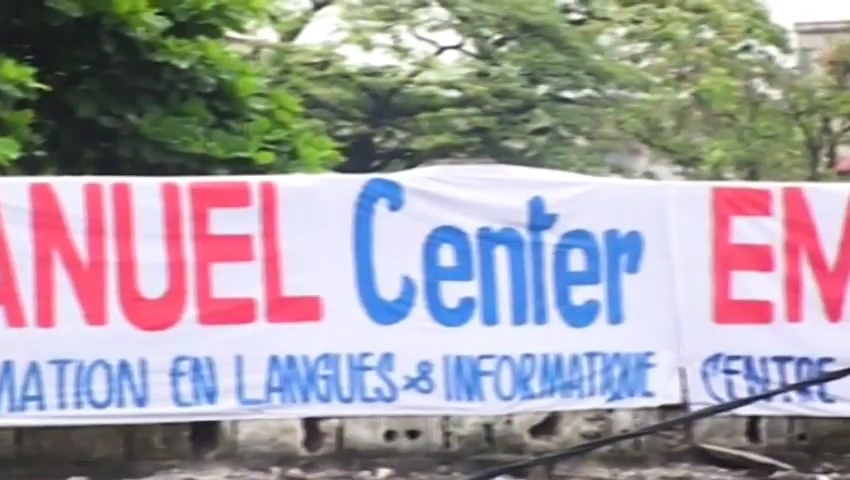 ANUEL Center EM
MATION EN LANGUES & INFORMATIQUE CENTRE